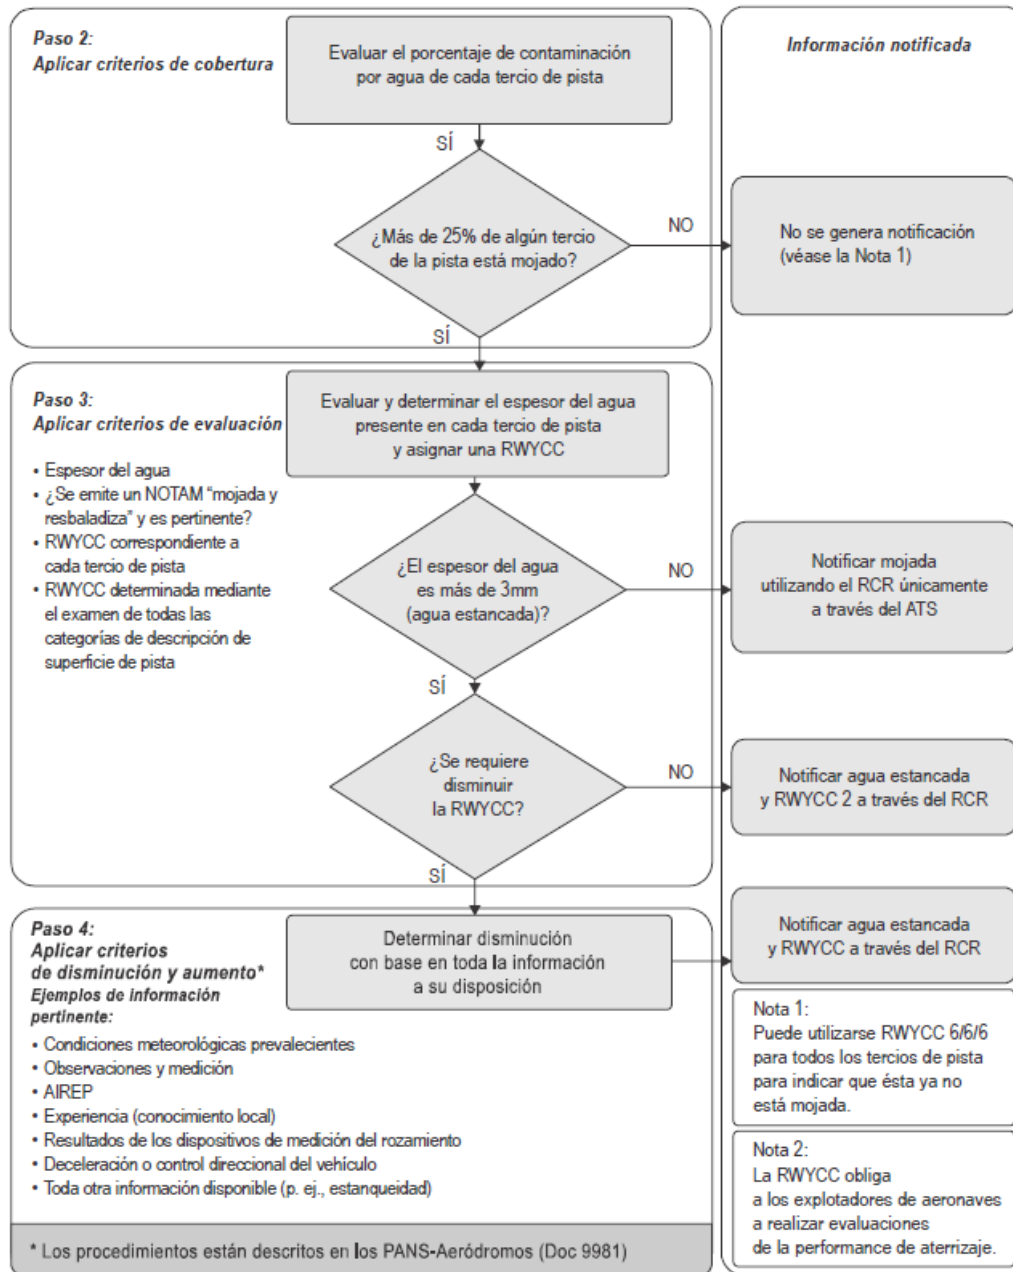 Paso 2:
Aplicar criterios de cobertura
Evaluar el porcentaje de contaminación
por agua de cada tercio de pista
SÍ
¿Más de 25% de algún tercio
de la pista está mojado?
NO
SÍ
Información notificada
No se genera notificación
(véase la Nota 1)
Paso 3:
Aplicar criterios de evaluación
• Espesor del agua
• ¿Se emite un NOTAM “mojada y
resbaladiza” y es pertinente?
• RWYCC correspondiente a
cada tercio de pista
• RWYCC determinada mediante
el examen de todas las
categorías de descripción de
superficie de pista
Evaluar y determinar el espesor del agua
presente en cada tercio de pista
y asignar una RWYCC
¿El espesor del agua
es más de 3mm
(agua estancada)?
NO
Notificar mojada
utilizando el RCR únicamente
a través del ATS
SÍ
¿Se requiere
disminuir
la RWYCC?
NO
Notificar agua estancada
y RWYCC 2 a través del RCR
SÍ
Paso 4:
Aplicar criterios
de disminución y aumento*
Ejemplos de información
pertinente:
• Condiciones meteorológicas prevalecientes
• Observaciones y medición
• AIREP
• Experiencia (conocimiento local)
• Resultados de los dispositivos de medición del rozamiento
• Deceleración o control direccional del vehículo
• Toda otra información disponible (p. ej., estanqueidad)
Determinar disminución
con base en toda la información
a su disposición
Notificar agua estancada
y RWYCC a través del RCR
Nota 1:
Puede utilizarse RWYCC 6/6/6
para todos los tercios de pista
para indicar que ésta ya no
está mojada.
Nota 2:
La RWYCC obliga
a los explotadores de aeronaves
a realizar evaluaciones
de la performance de aterrizaje.
* Los procedimientos están descritos en los PANS-Aeródromos (Doc 9981)